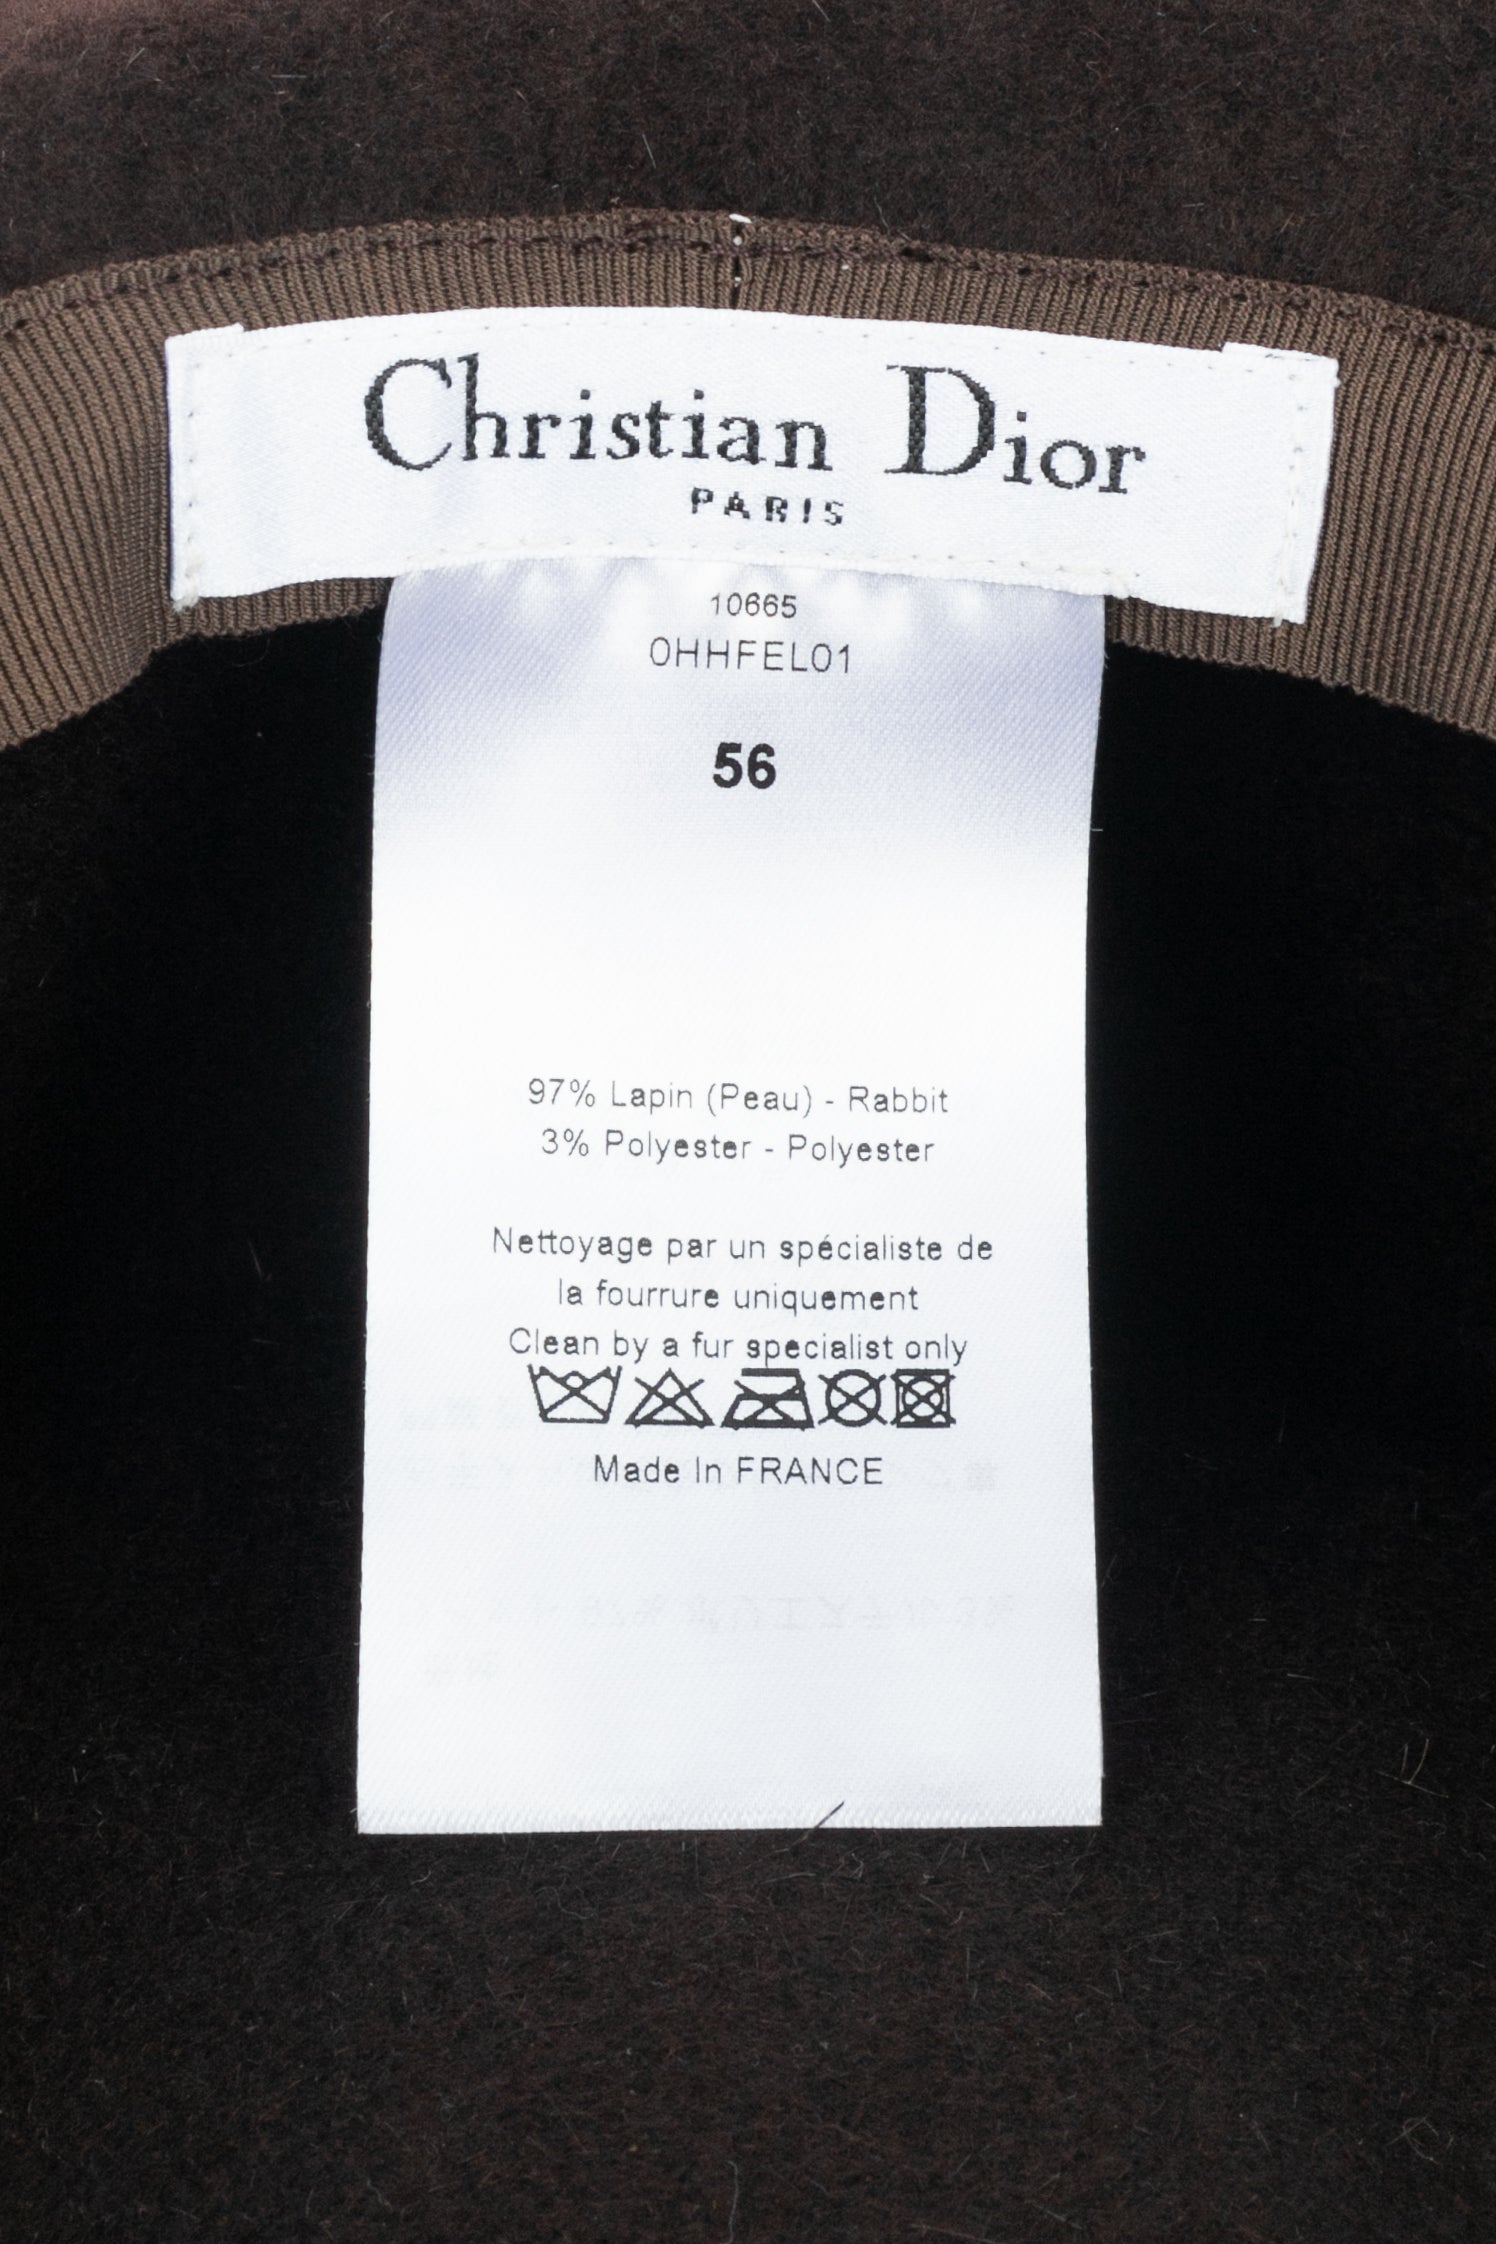 Christian Dior
PARIS
10665
0HHFEL01
56
97% Lapin (Peau) - Rabbit
3% Polyester - Polyester
Nettoyage par un spécialiste de
la fourrure uniquement
Clean by a fur specialist only
Made In FRANCE